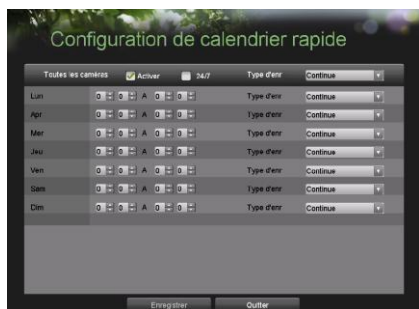 Configuration de calendrier rapide
Toutes les caméras Activer 24/7 Type d'enr Continue
Lun 0 0 A 0 0 Type d'enr Continue
Apr 0 0 A 0 0 Type d'enr Continue
Mer 0 0 A 0 0 Type d'enr Continue
Jeu 0 0 A 0 0 Type d'enr Continue
Ven 0 0 A 0 0 Type d'enr Continue
Sam 0 0 A 0 0 Type d'enr Continue
Dim 0 0 A 0 0 Type d'enr Continue
Enregistrer Quitter